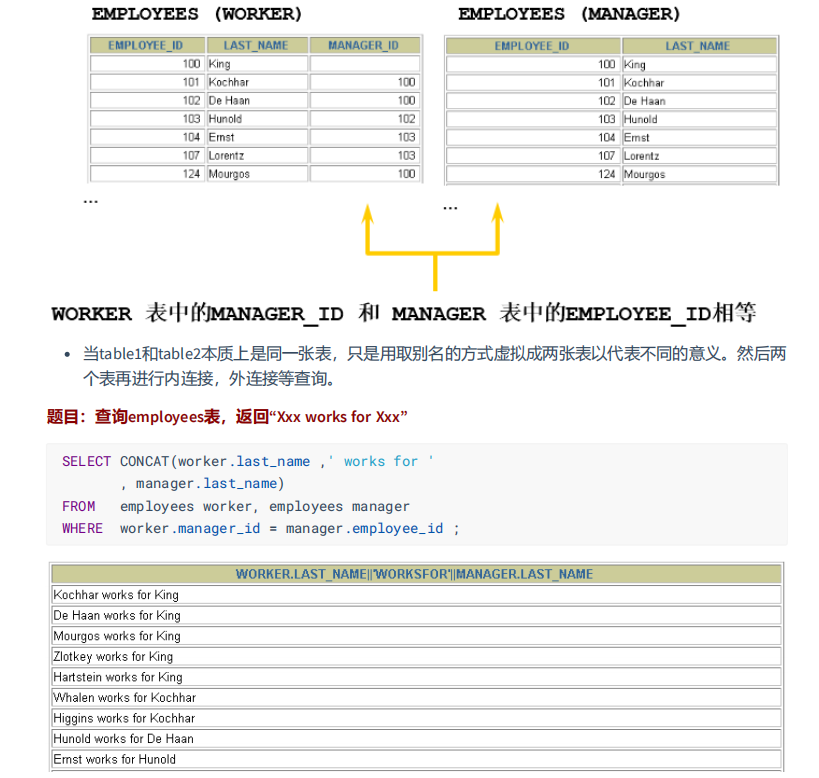 EMPLOYEES (WORKER)
EMPLOYEES (MANAGER)
EMPLOYEE_ID LAST_NAME MANAGER_ID
100 King
101 Kochhar 100
102 De Haan 100
103 Hunold 102
104 Ernst 103
107 Lorentz 103
124 Mourgos 100
...
EMPLOYEE_ID LAST_NAME
100 King
101 Kochhar
102 De Haan
103 Hunold
104 Ernst
107 Lorentz
124 Mourgos
...
WORKER 表中的MANAGER_ID 和 MANAGER 表中的EMPLOYEE_ID相等
• 当table1和table2本质上是同一张表，只是用取别名的方式虚拟成两张表以代表不同的意义。然后两
个表再进行内连接，外连接等查询。
题目：查询employees表，返回“Xxx works for Xxx”
SELECT CONCAT(worker.last_name ,' works for '
, manager.last_name)
FROM employees worker, employees manager
WHERE worker.manager_id = manager.employee_id ;
WORKER.LAST_NAME||'WORKSFOR'||MANAGER.LAST_NAME
Kochhar works for King
De Haan works for King
Mourgos works for King
Zlotkey works for King
Hartstein works for King
Whalen works for Kochhar
Higgins works for Kochhar
Hunold works for De Haan
Ernst works for Hunold